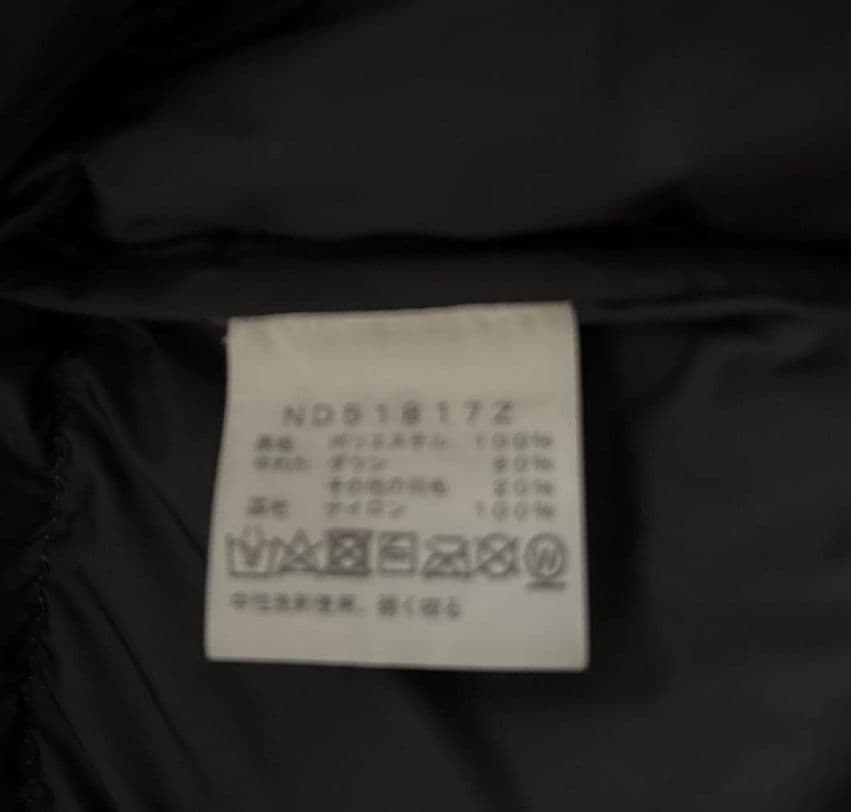 ND51817Z
表地 ポリエステル 100%
中わた ダウン 80%
その他の羽毛 20%
裏地 ナイロン 100%
中性洗剤使用、弱く絞る